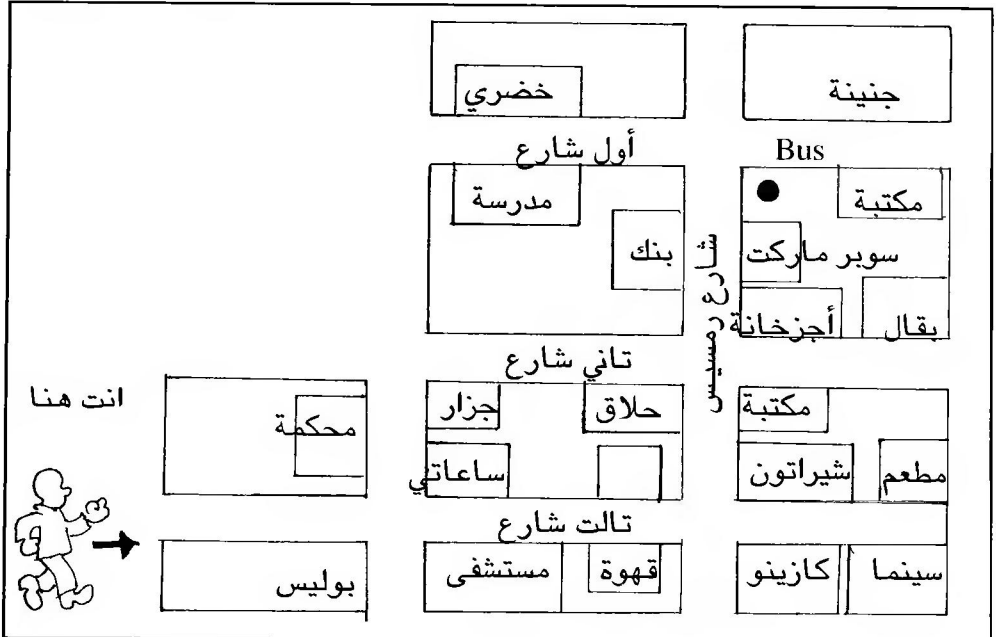 جنينة
خضري
أول شارع
Bus
مدرسة
مكتبة
بنك
سوبر ماركت
شارع رمسيس
أجزخانة
بقال
تاني شارع
انت هنا
محكمة
جزار
حلاق
مكتبة
ساعاتي
شيراتون
مطعم
تالت شارع
بوليس
مستشفى
قهوة
كازينو
سينما